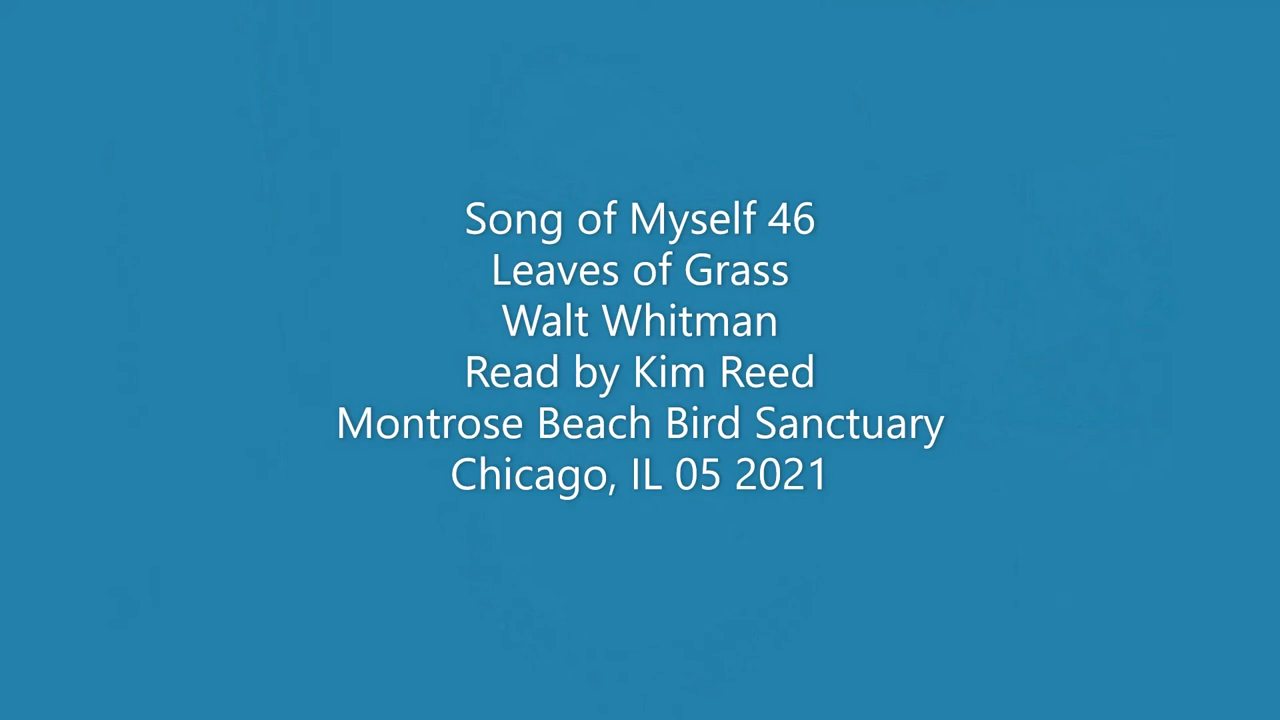 Song of Myself 46
Leaves of Grass
Walt Whitman
Read by Kim Reed
Montrose Beach Bird Sanctuary
Chicago, IL 05 2021